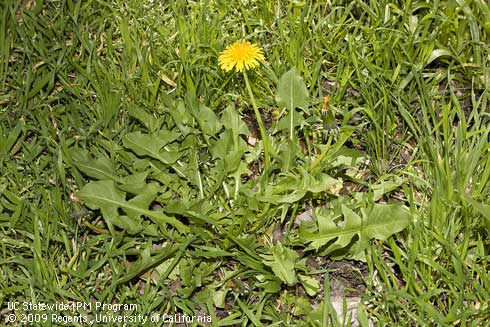 UC Statewide IPM Program
© 2009 Regents, University of California